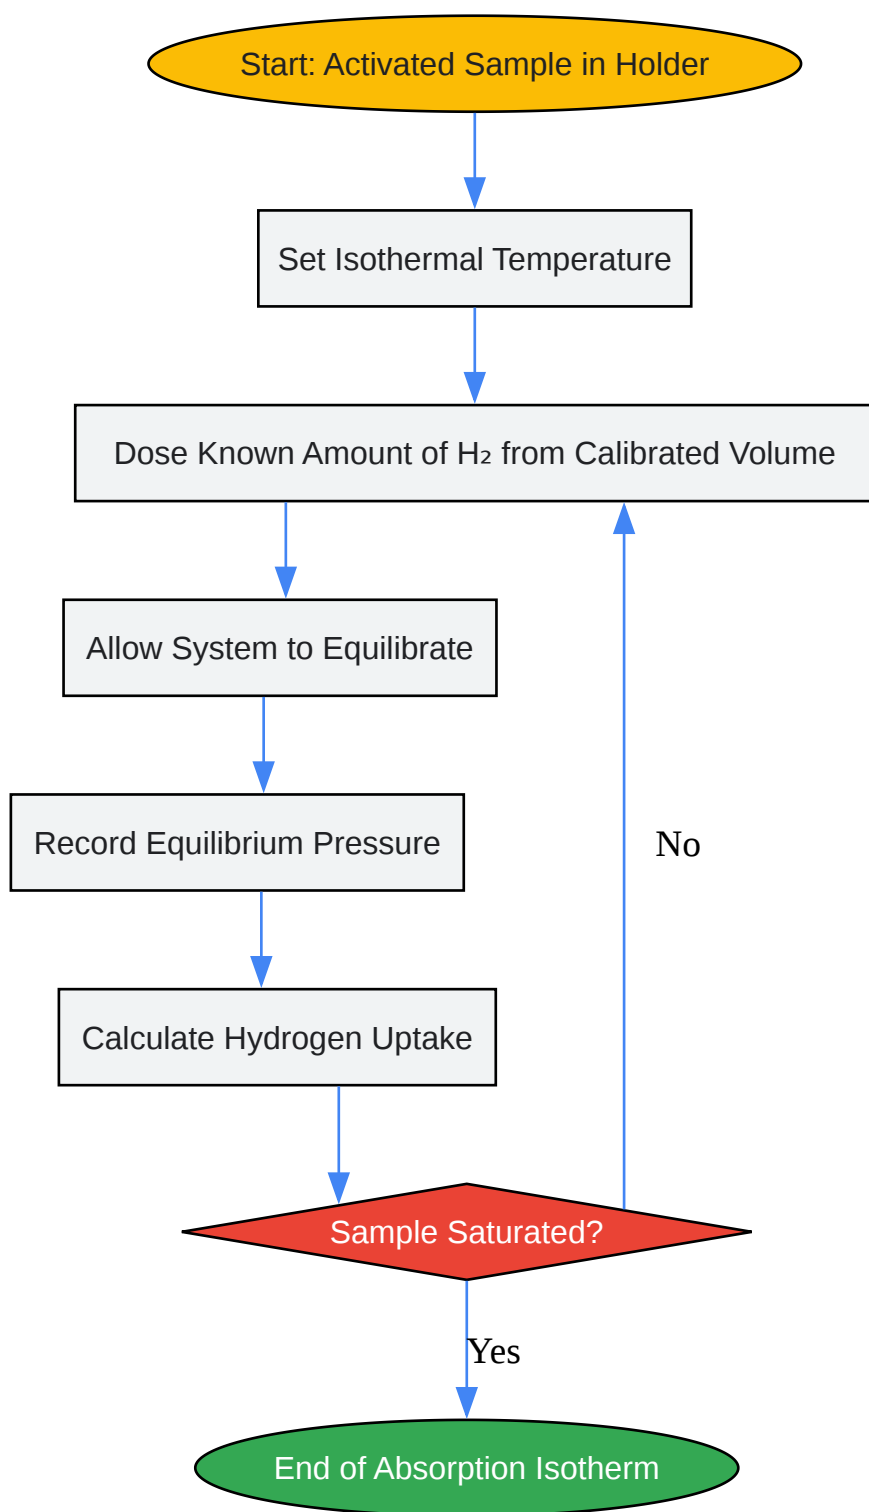 Start: Activated Sample in Holder
Set Isothermal Temperature
Dose Known Amount of H₂ from Calibrated Volume
Allow System to Equilibrate
Record Equilibrium Pressure
No
Calculate Hydrogen Uptake
Sample Saturated?
Yes
End of Absorption Isotherm